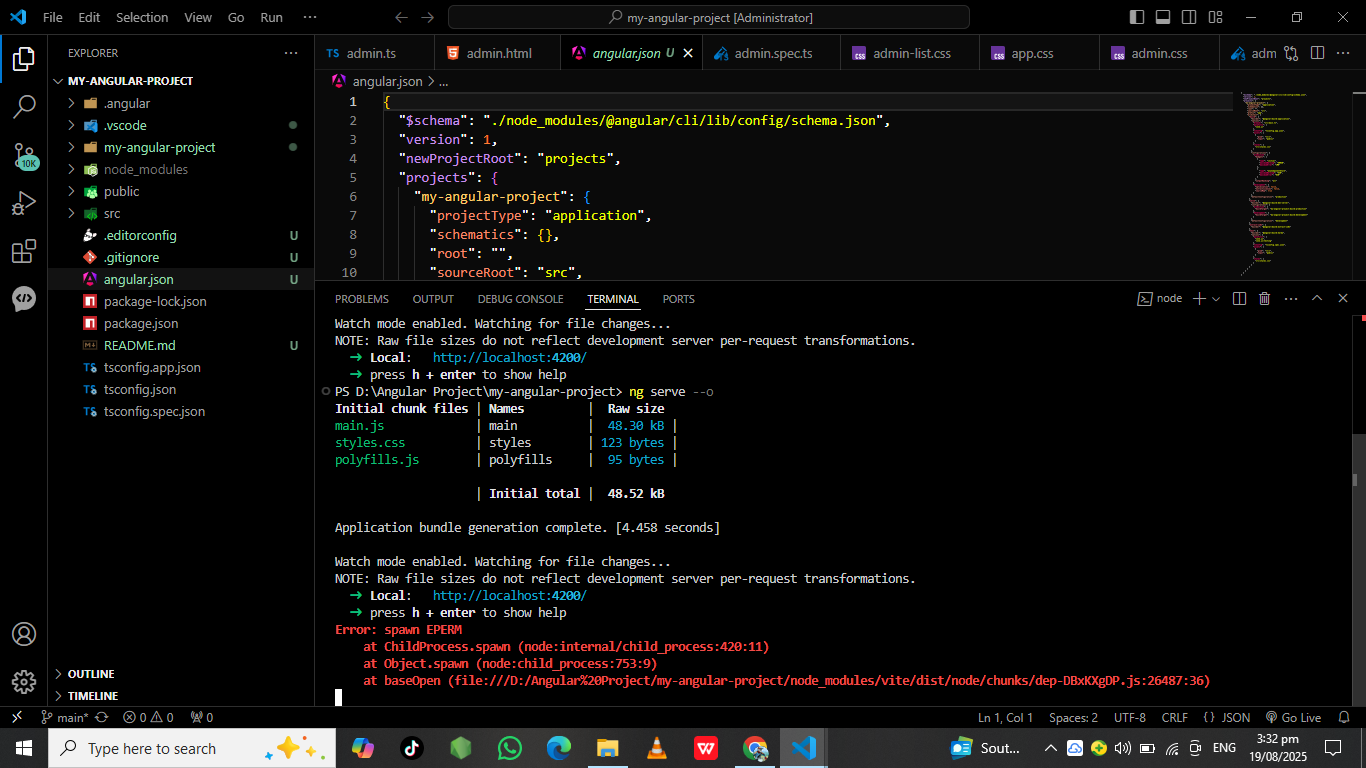 File Edit Selection View Go Run ··· my-angular-project [Administrator]
EXPLORER ···
MY-ANGULAR-PROJECT
.angular
.vscode
my-angular-project
node_modules
public
src
.editorconfig U
.gitignore U
angular.json U
package-lock.json
package.json
README.md U
tsconfig.app.json
tsconfig.json
tsconfig.spec.json
OUTLINE
TIMELINE
10K
TS admin.ts admin.html angular.json U admin.spec.ts admin-list.css app.css admin.css adm ···
angular.json > ...
1 {
2 "$schema": "./node_modules/@angular/cli/lib/config/schema.json",
3 "version": 1,
4 "newProjectRoot": "projects",
5 "projects": {
6 "my-angular-project": {
7 "projectType": "application",
8 "schematics": {},
9 "root": "",
10 "sourceRoot": "src",
PROBLEMS OUTPUT DEBUG CONSOLE TERMINAL PORTS node ···
Watch mode enabled. Watching for file changes...
NOTE: Raw file sizes do not reflect development server per-request transformations.
➜ Local: http://localhost:4200/
➜ press h + enter to show help
PS D:\Angular Project\my-angular-project> ng serve --o
Initial chunk files | Names | Raw size
main.js | main | 48.30 kB |
styles.css | styles | 123 bytes |
polyfills.js | polyfills | 95 bytes |
| Initial total | 48.52 kB
Application bundle generation complete. [4.458 seconds]
Watch mode enabled. Watching for file changes...
NOTE: Raw file sizes do not reflect development server per-request transformations.
➜ Local: http://localhost:4200/
➜ press h + enter to show help
Error: spawn EPERM
at ChildProcess.spawn (node:internal/child_process:420:11)
at Object.spawn (node:child_process:753:9)
at baseOpen (file:///D:/Angular%20Project/my-angular-project/node_modules/vite/dist/node/chunks/dep-DBxKXgDP.js:26487:36)
main* 0 0 0 Ln 1, Col 1 Spaces: 2 UTF-8 CRLF {} JSON Go Live
Type here to search Sout... ENG 3:32 pm
19/08/2025